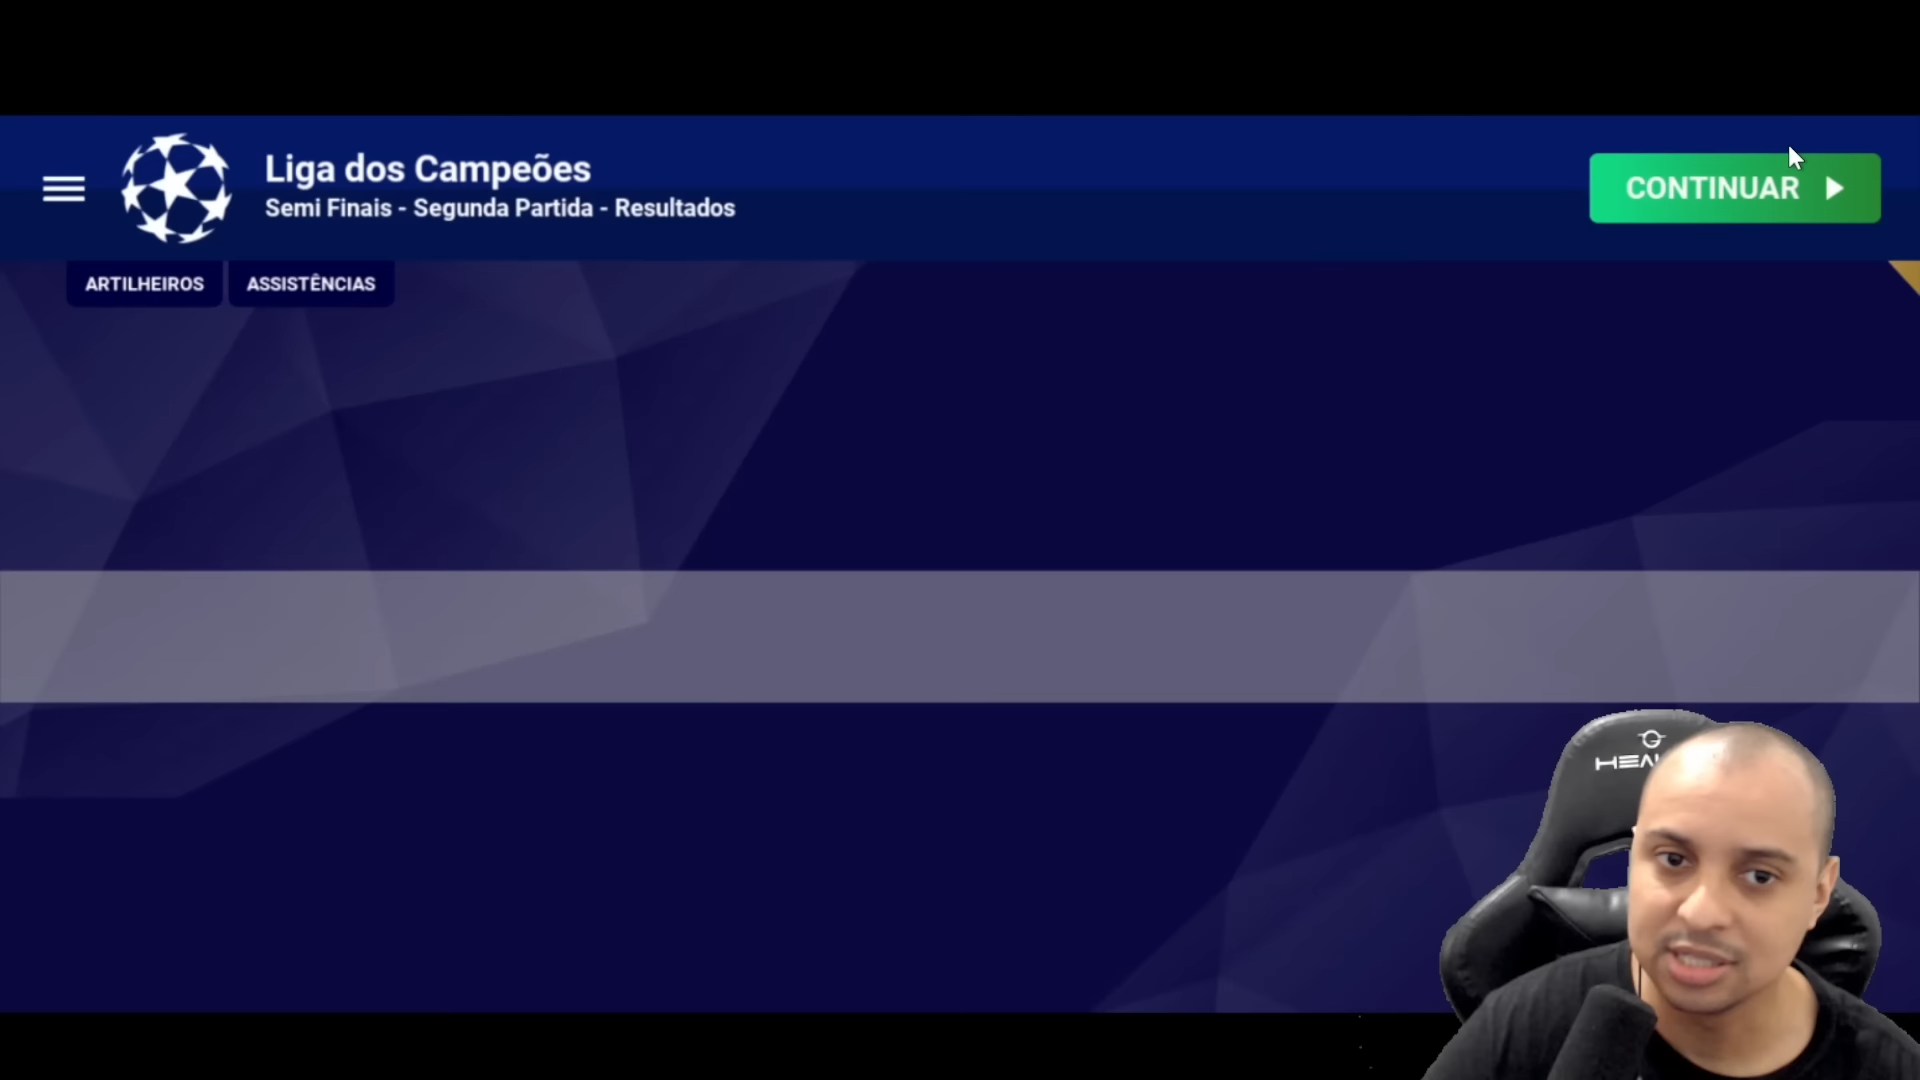 Liga dos Campeões
Semi Finais - Segunda Partida - Resultados
CONTINUAR
ARTILHEIROS
ASSISTÊNCIAS